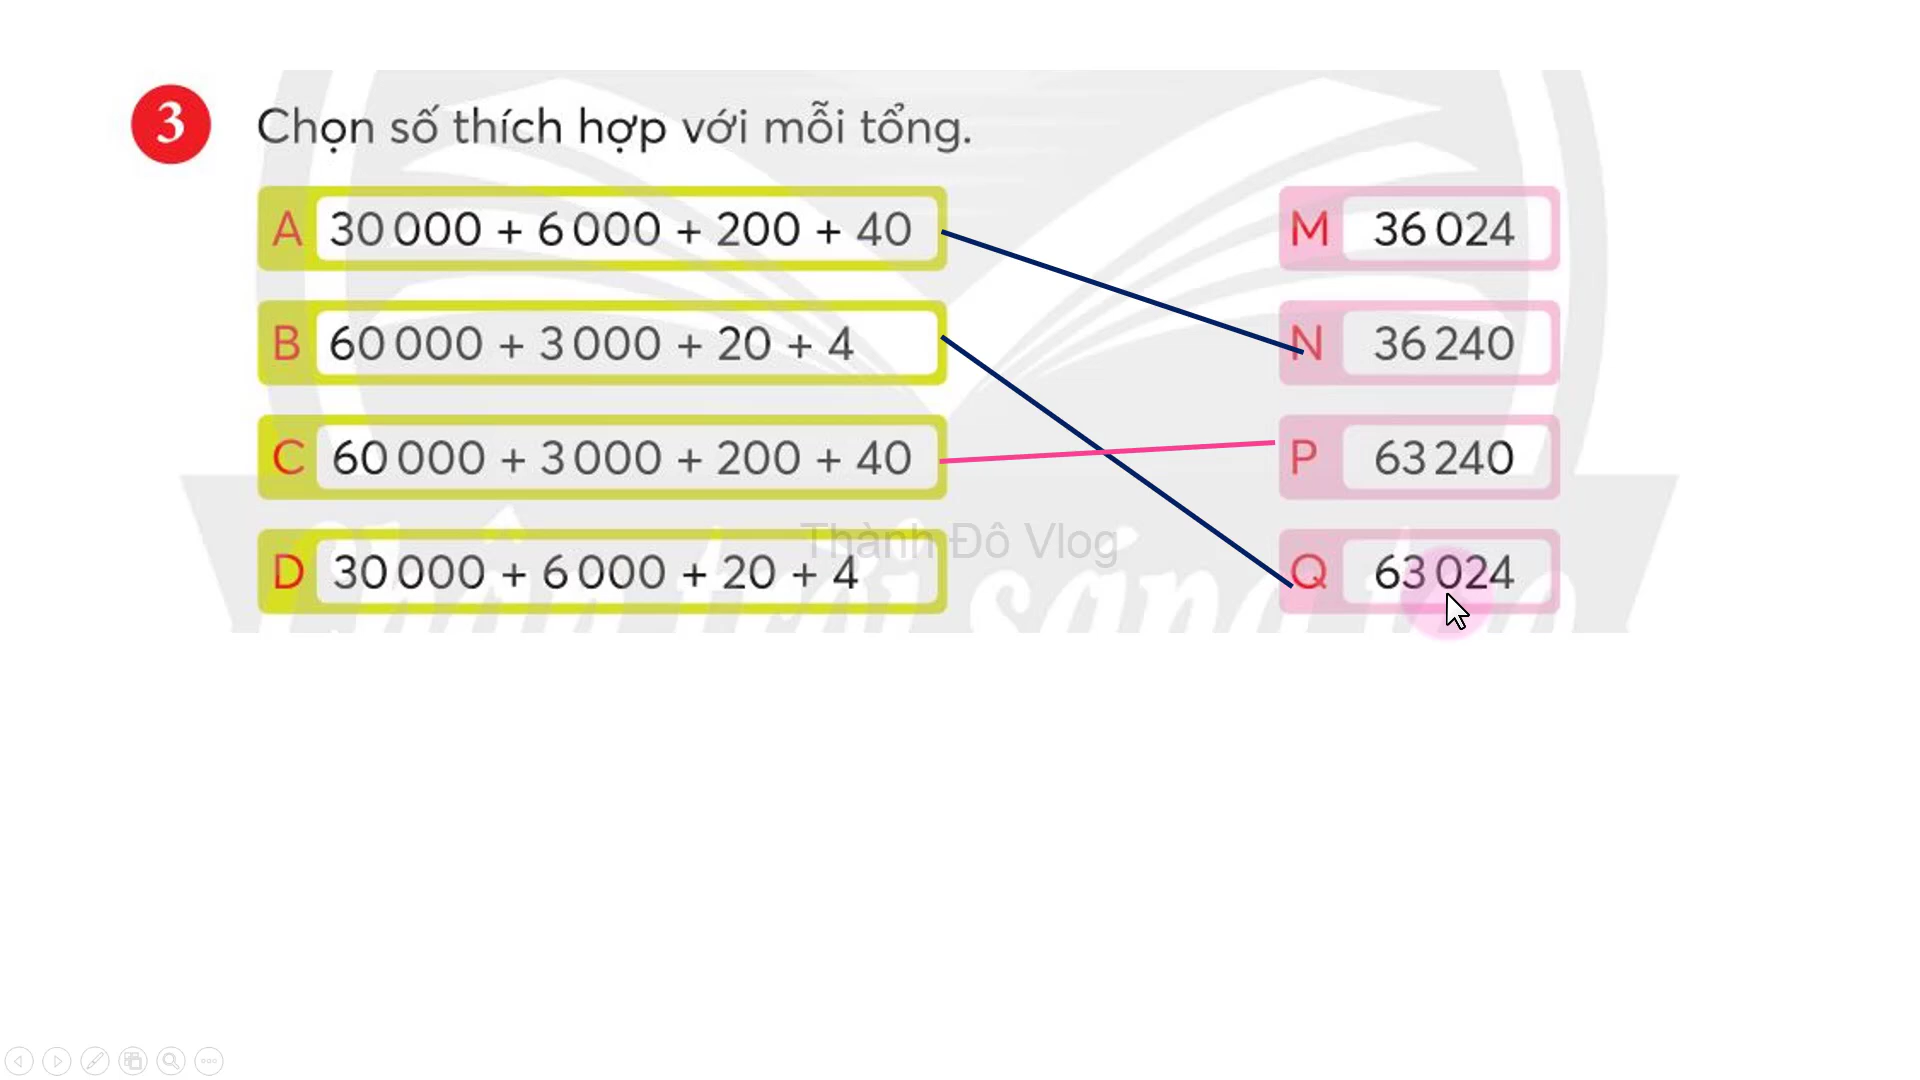 3 Chọn số thích hợp với mỗi tổng.
A 30 000 + 6 000 + 200 + 40
M 36 024
B 60 000 + 3 000 + 20 + 4
N 36 240
C 60 000 + 3 000 + 200 + 40
P 63 240
Thành Đô Vlog
D 30 000 + 6 000 + 20 + 4
Q 63 024